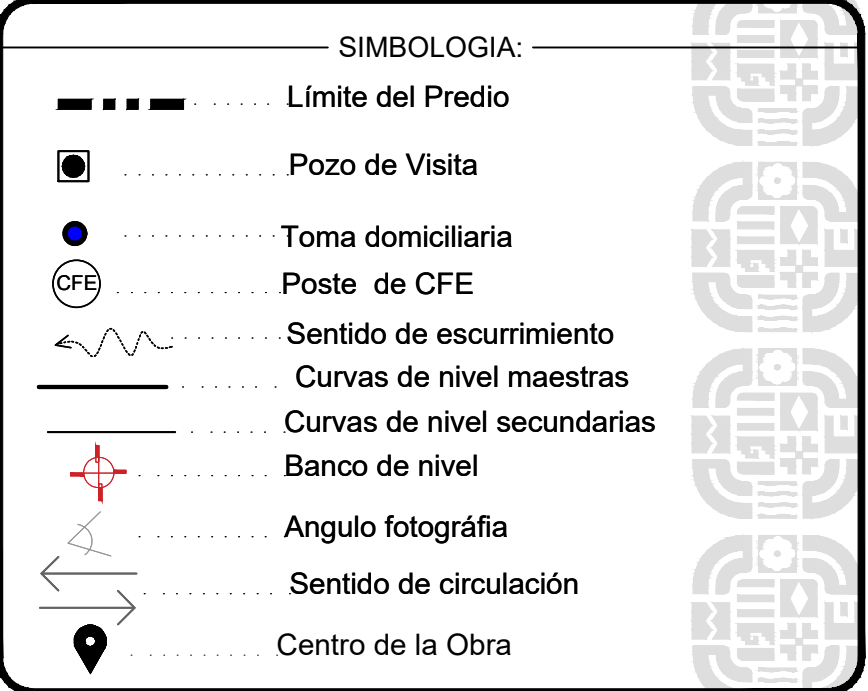 SIMBOLOGIA:
Límite del Predio
Pozo de Visita
Toma domiciliaria
CFE Poste de CFE
Sentido de escurrimiento
Curvas de nivel maestras
Curvas de nivel secundarias
Banco de nivel
Angulo fotográfia
Sentido de circulación
Centro de la Obra